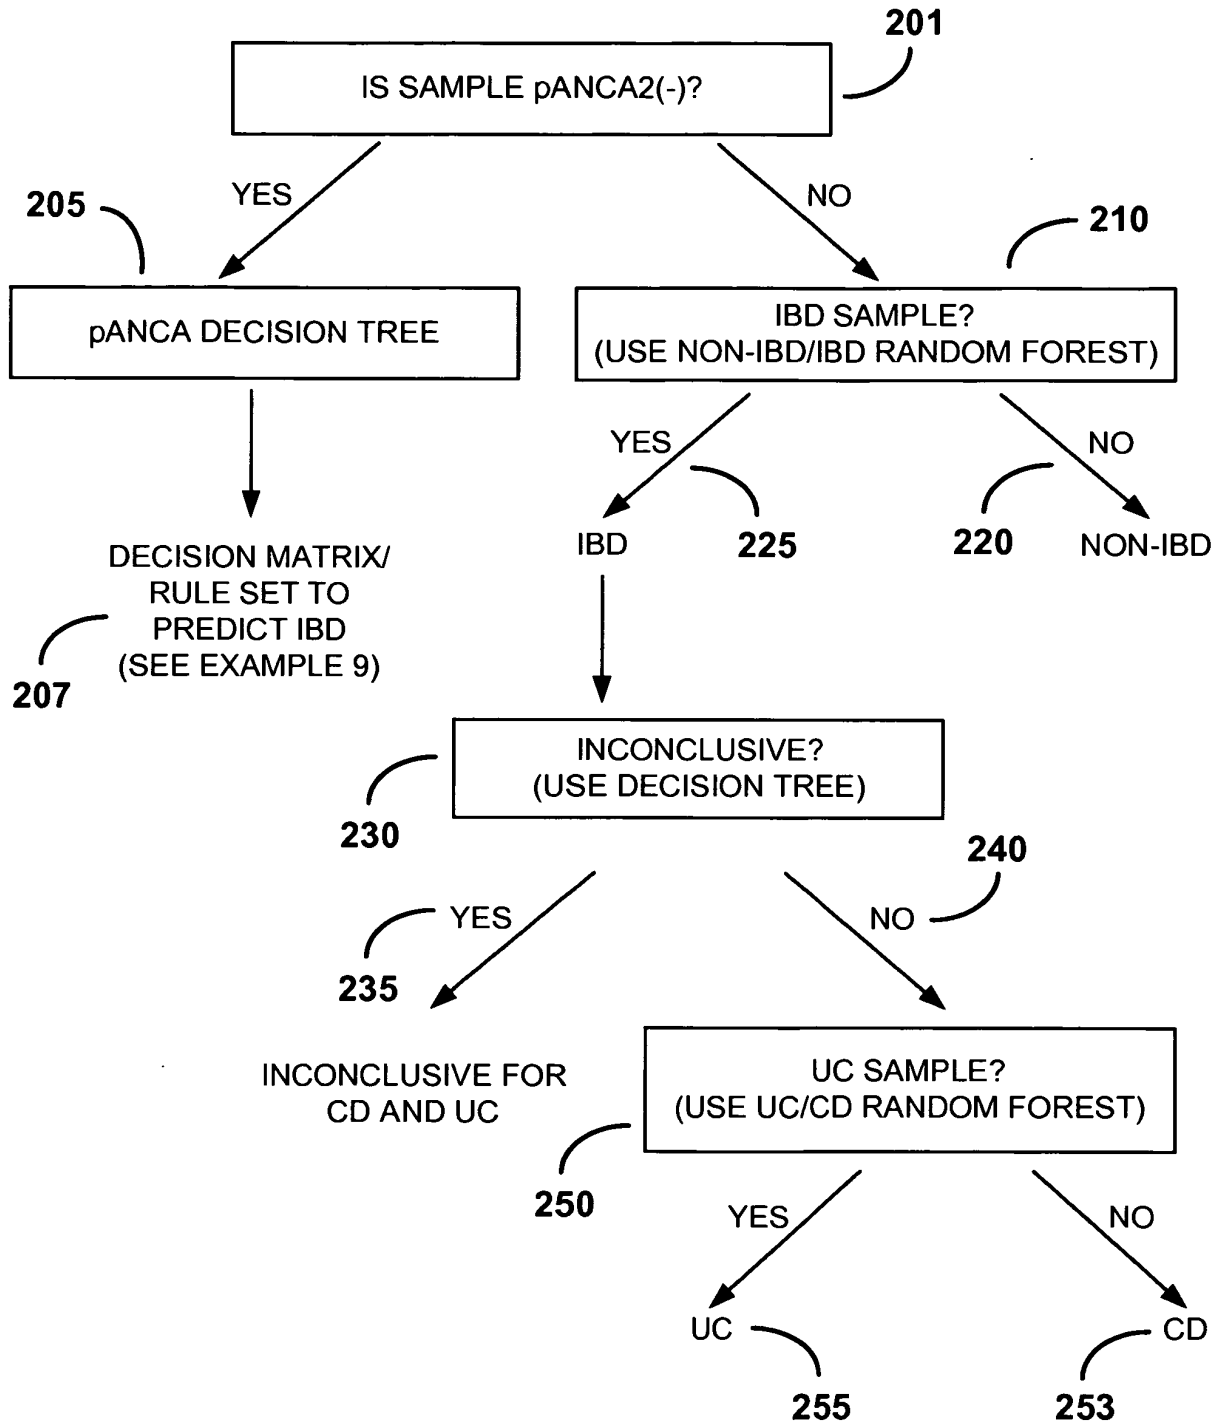 201
IS SAMPLE pANCA2(-)?
YES
NO
205
210
pANCA DECISION TREE
IBD SAMPLE?
(USE NON-IBD/IBD RANDOM FOREST)
YES
NO
225
220
IBD
NON-IBD
DECISION MATRIX/
RULE SET TO
PREDICT IBD
(SEE EXAMPLE 9)
207
INCONCLUSIVE?
(USE DECISION TREE)
230
240
YES
NO
235
INCONCLUSIVE FOR
CD AND UC
UC SAMPLE?
(USE UC/CD RANDOM FOREST)
250
YES
NO
UC
CD
255
253